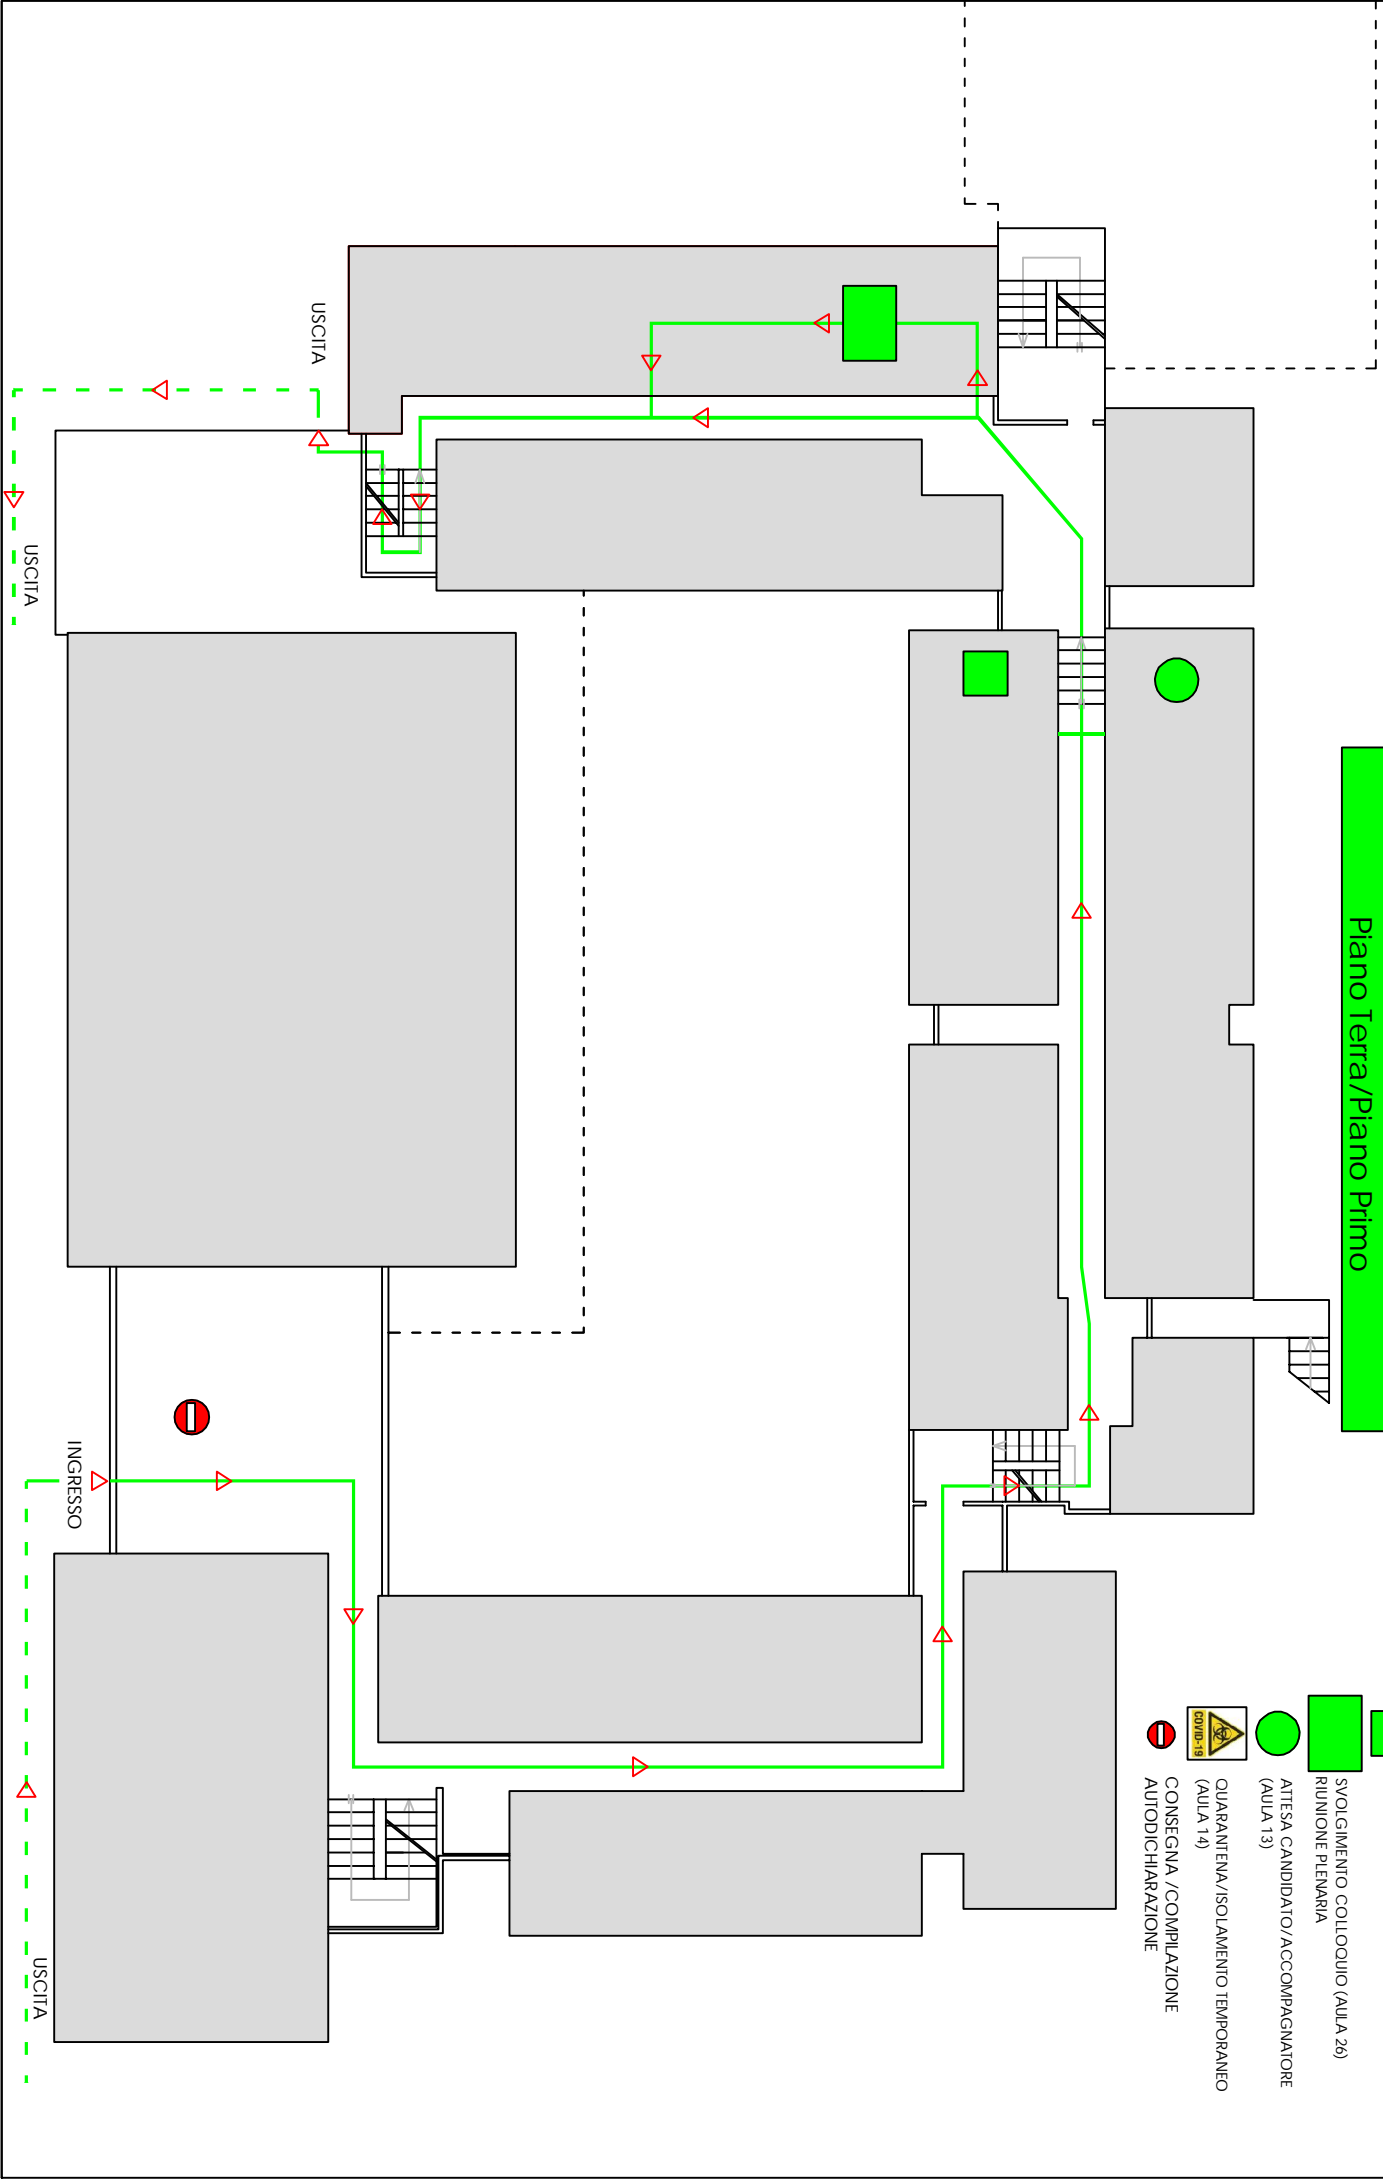 Piano Terra/Piano Primo
SVOLGIMENTO COLLOQUIO (AULA 26)
RIUNIONE PLENARIA
ATTESA CANDIDATO/ACCOMPAGNATORE
(AULA 13)
COVID-19
QUARANTENA/ISOLAMENTO TEMPORANEO
(AULA 14)
CONSEGNA /COMPILAZIONE
AUTODICHIARAZIONE
USCITA
USCITA
INGRESSO
USCITA